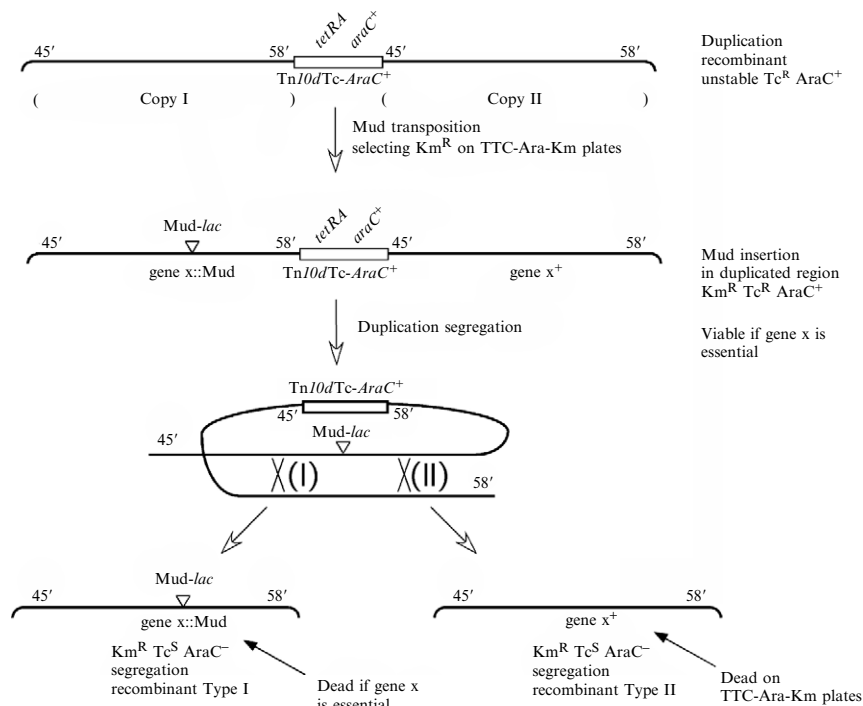 tetRA
araC⁺
45′
58′
45′
58′
Tn10dTc-AraC⁺
( Copy I ) ( Copy II )
Duplication
recombinant
unstable Tcᴿ AraC⁺
Mud transposition
selecting Kmᴿ on TTC-Ara-Km plates
tetRA
araC⁺
Mud-lac
45′
58′
45′
58′
gene x::Mud
Tn10dTc-AraC⁺
gene x⁺
Mud insertion
in duplicated region
Kmᴿ Tcᴿ AraC⁺
Viable if gene x is
essential
Duplication segregation
Tn10dTc-AraC⁺
45′
58′
Mud-lac
45′
(I)
(II)
58′
Mud-lac
45′
58′
gene x::Mud
Kmᴿ Tcˢ AraC⁻
segregation
recombinant Type I
Dead if gene x
is essential
45′
58′
gene x⁺
Kmᴿ Tcˢ AraC⁻
segregation
recombinant Type II
Dead on
TTC-Ara-Km plates